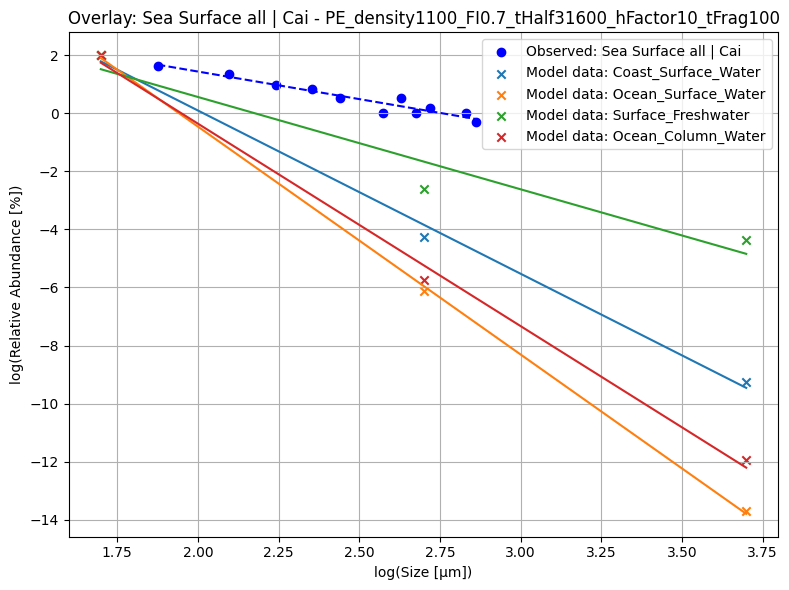 Overlay: Sea Surface all | Cai - PE_density1100_FI0.7_tHalf31600_hFactor10_tFrag100
Observed: Sea Surface all | Cai
Model data: Coast_Surface_Water
Model data: Ocean_Surface_Water
Model data: Surface_Freshwater
Model data: Ocean_Column_Water
log(Relative Abundance [%])
2
0
−2
−4
−6
−8
−10
−12
−14
1.75
2.00
2.25
2.50
2.75
3.00
3.25
3.50
3.75
log(Size [μm])